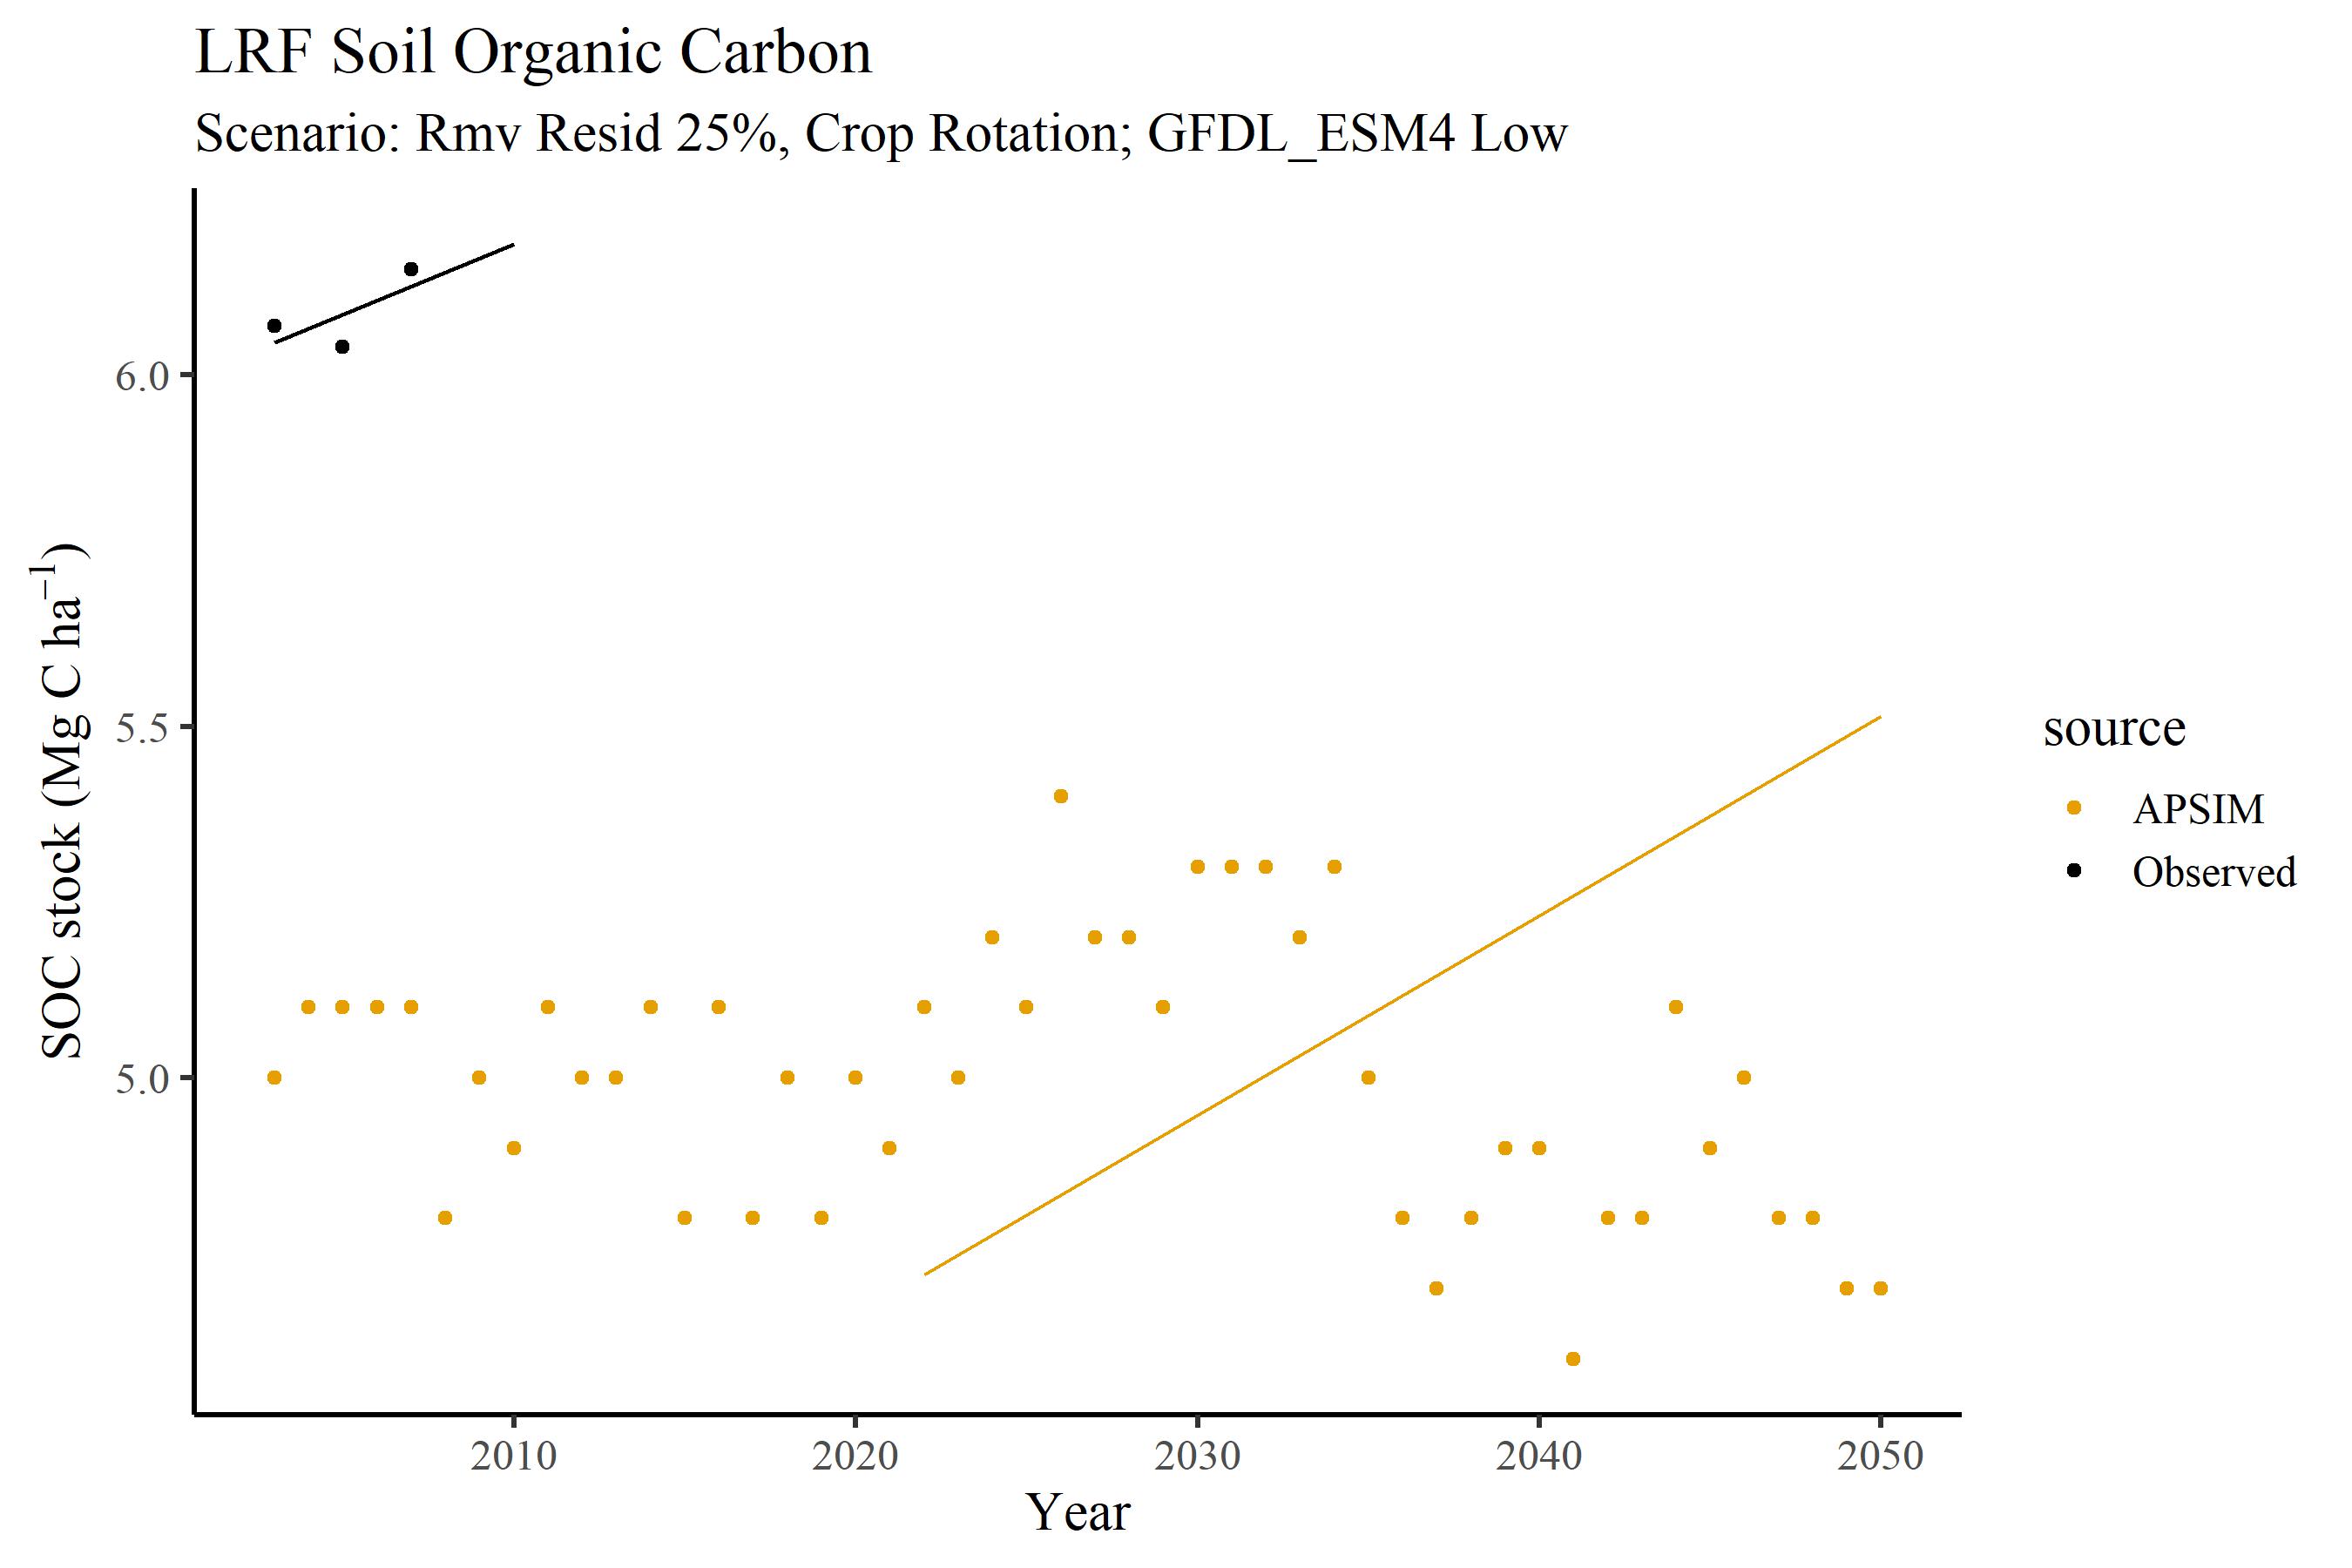 LRF Soil Organic Carbon
Scenario: Rmv Resid 25%, Crop Rotation; GFDL_ESM4 Low
SOC stock (Mg C ha⁻¹)
6.0
5.5
5.0
2010 2020 2030 2040 2050
Year
source
APSIM
Observed